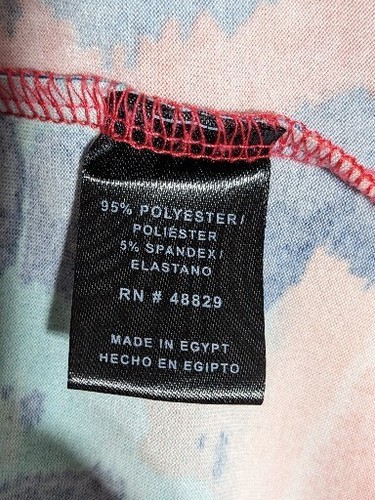 95% POLYESTER/
POLIÉSTER
5% SPANDEX/
ELASTANO
RN # 48829
MADE IN EGYPT
HECHO EN EGIPTO